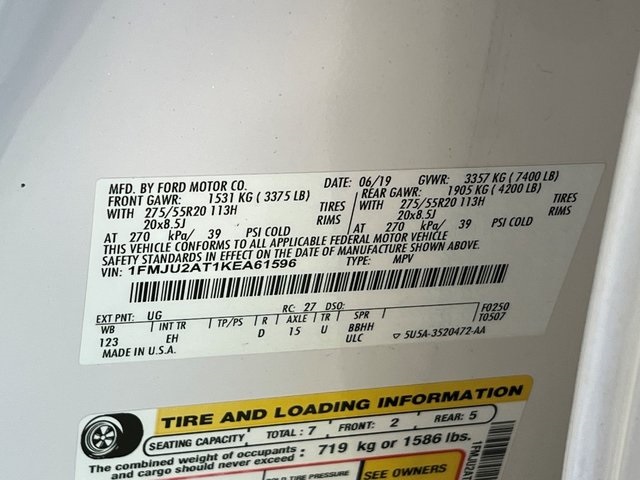 MFD. BY FORD MOTOR CO. DATE: 06/19 GVWR: 3357 KG ( 7400 LB)
FRONT GAWR: 1531 KG ( 3375 LB) REAR GAWR: 1905 KG ( 4200 LB)
WITH 275/55R20 113H TIRES WITH 275/55R20 113H TIRES
20x8.5J RIMS 20x8.5J RIMS
AT 270 kPa/ 39 PSI COLD AT 270 kPa/ 39 PSI COLD
THIS VEHICLE CONFORMS TO ALL APPLICABLE FEDERAL MOTOR VEHICLE
SAFETY STANDARDS IN EFFECT ON THE DATE OF MANUFACTURE SHOWN ABOVE.
VIN: 1FMJU2AT1KEA61596 TYPE: MPV
EXT PNT: UG RC: 27 DSO: F0250
WB INT TR TP/PS R AXLE TR SPR T0507
123 EH D 15 U BBHH
MADE IN U.S.A. ULC ▽ 5U5A-3520472-AA
TIRE AND LOADING INFORMATION
SEATING CAPACITY TOTAL : 7 FRONT: 2 REAR: 5
The combined weight of occupants and cargo should never exceed : 719 kg or 1586 lbs.
COLD TIRE PRESSURE
SEE OWNERS
1FMJU2AT